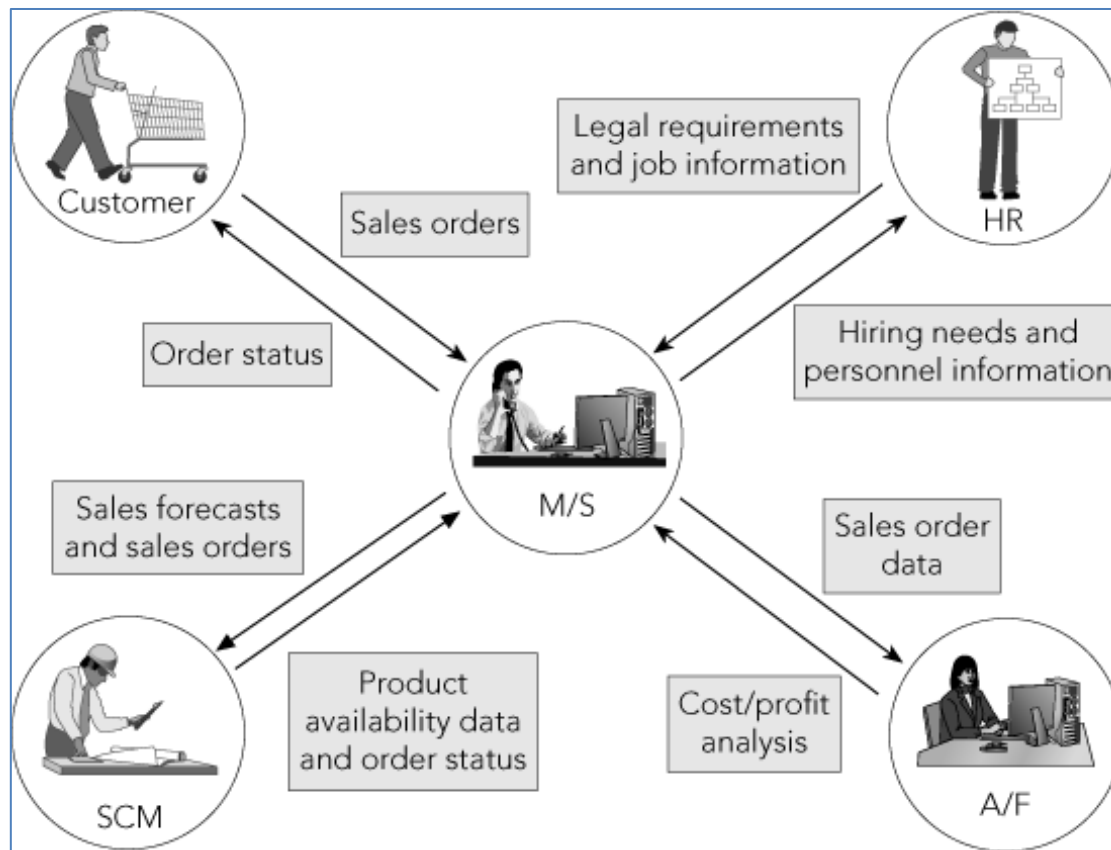 Customer
Sales orders
Order status
Legal requirements
and job information
HR
Hiring needs and
personnel information
M/S
Sales forecasts
and sales orders
SCM
Product
availability data
and order status
Sales order
data
Cost/profit
analysis
A/F